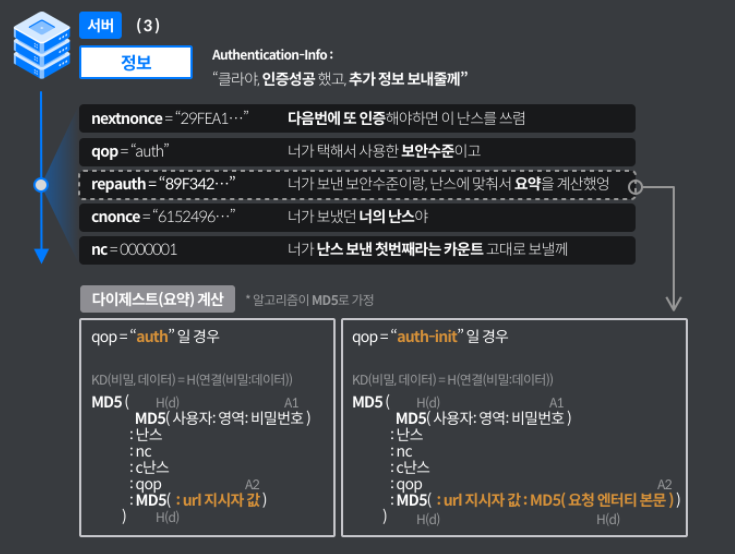 서버 (3)
정보
Authentication-Info :
“클라야, 인증성공 했고, 추가 정보 보내줄께”
nextnonce = “29FEA1…” 다음번에 또 인증해야하면 이 난스를 쓰렴
qop = “auth” 너가 택해서 사용한 보안수준이고
repauth = “89F342…” 너가 보낸 보안수준이랑, 난스에 맞춰서 요약을 계산했엉
cnonce = “6152496…” 너가 보냈던 너의 난스야
nc = 0000001 너가 난스 보낸 첫번째라는 카운트 고대로 보낼께
다이제스트(요약) 계산 * 알고리즘이 MD5로 가정
qop = “auth” 일 경우
KD(비밀, 데이터) = H(연결(비밀:데이터))
MD5 ( H(d) A1
MD5( 사용자: 영역: 비밀번호 )
: 난스
: nc
: c난스
: qop A2
: MD5( : url 지시자 값 )
) H(d)
qop = “auth-init” 일 경우
KD(비밀, 데이터) = H(연결(비밀:데이터))
MD5 ( H(d) A1
MD5( 사용자: 영역: 비밀번호 )
: 난스
: nc
: c난스
: qop A2
: MD5( : url 지시자 값 : MD5( 요청 엔터티 본문 ) )
) H(d) H(d)